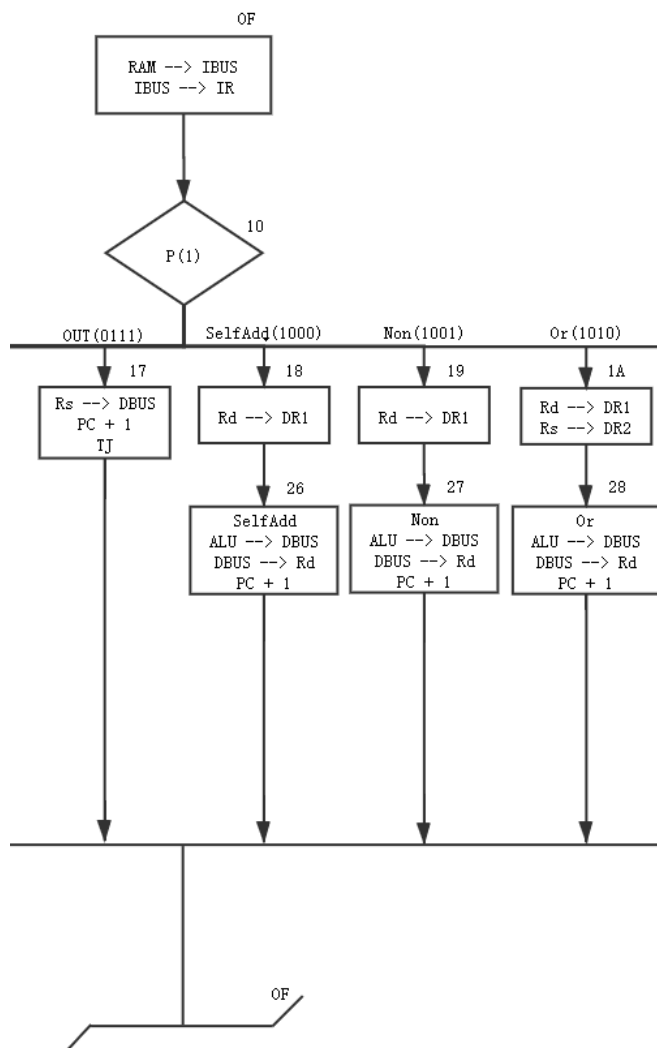 OF
RAM --> IBUS
IBUS --> IR
10
P(1)
OUT(0111)
SelfAdd(1000)
Non(1001)
Or(1010)
17
18
19
1A
Rs --> DBUS
PC + 1
TJ
Rd --> DR1
Rd --> DR1
Rd --> DR1
Rs --> DR2
26
27
28
SelfAdd
ALU --> DBUS
DBUS --> Rd
PC + 1
Non
ALU --> DBUS
DBUS --> Rd
PC + 1
Or
ALU --> DBUS
DBUS --> Rd
PC + 1
OF